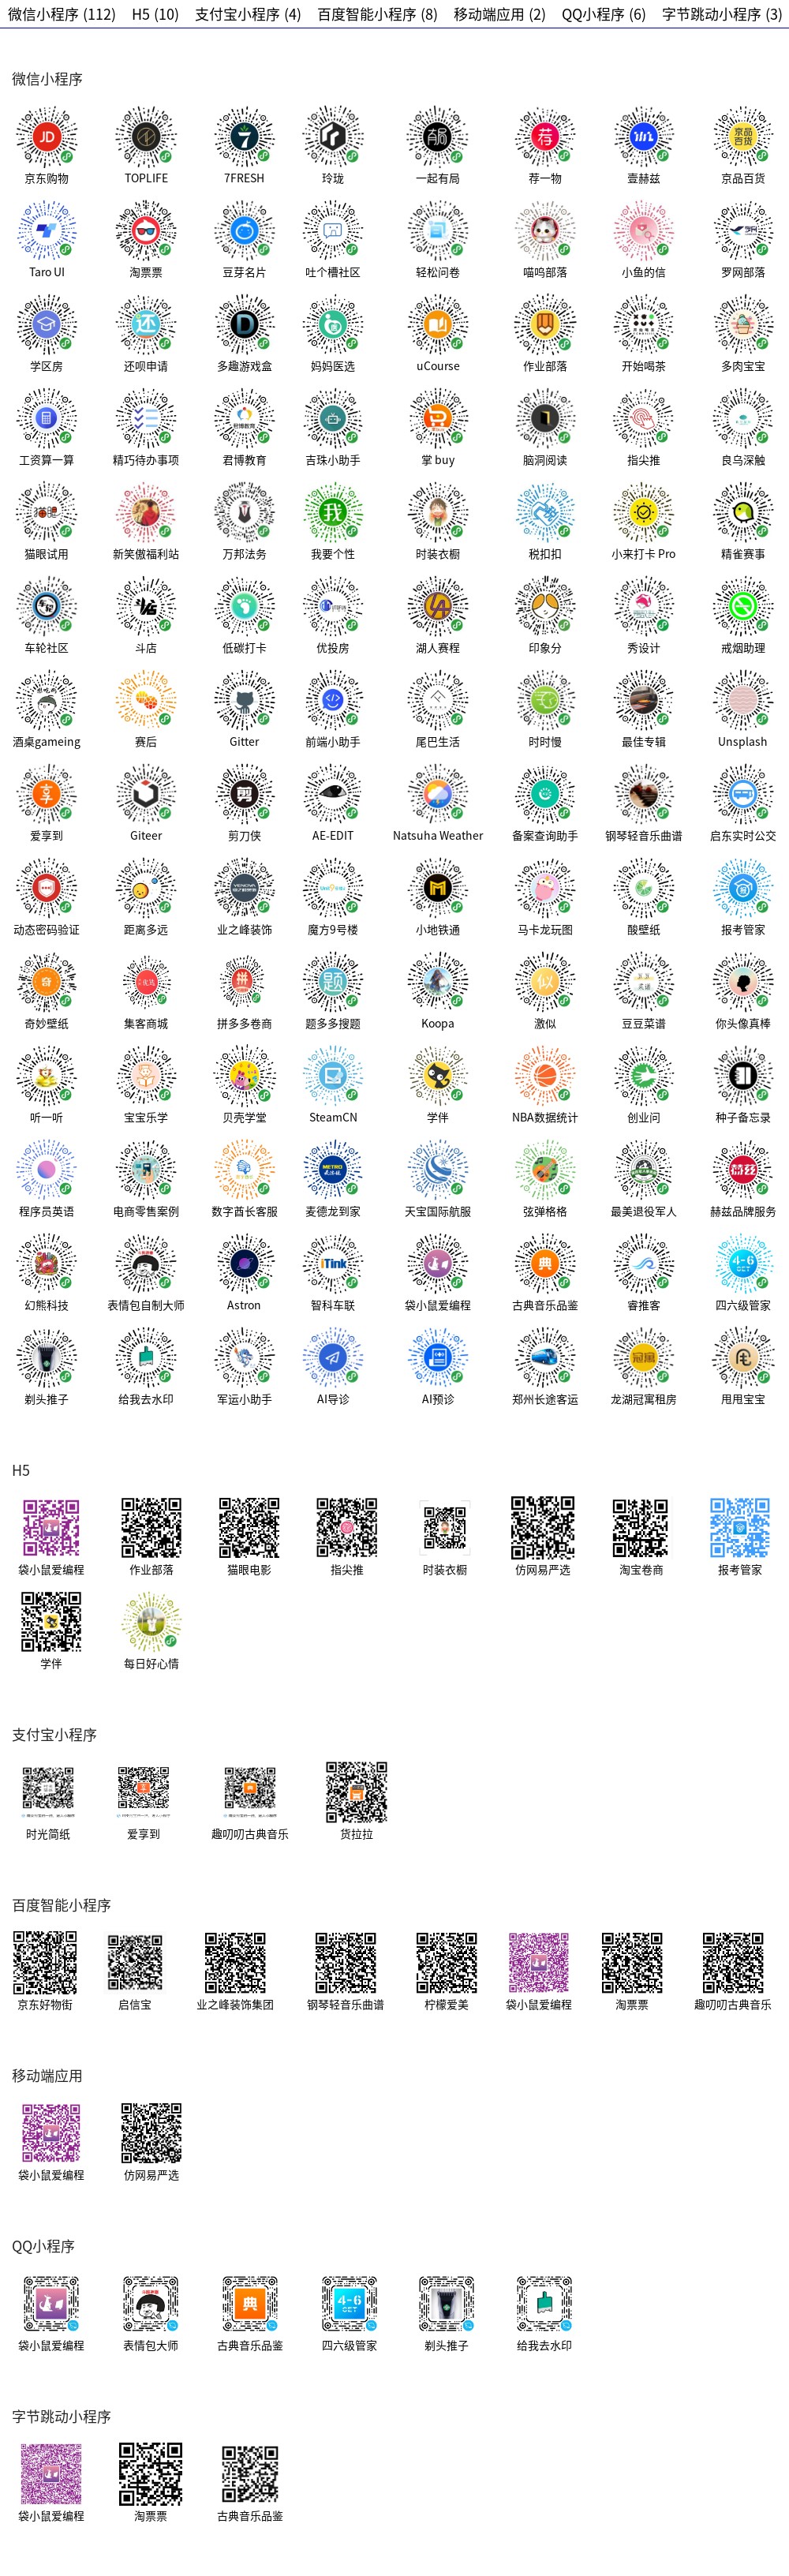 微信小程序 (112) H5 (10) 支付宝小程序 (4) 百度智能小程序 (8) 移动端应用 (2) QQ小程序 (6) 字节跳动小程序 (3)
微信小程序
京东购物 TOPLIFE 7FRESH 玲珑 一起有局 荐一物 壹赫兹 京品百货
Taro UI 淘票票 豆芽名片 吐个槽社区 轻松问卷 喵呜部落 小鱼的信 罗网部落
学区房 还呗申请 多趣游戏盒 妈妈医选 uCourse 作业部落 开始喝茶 多肉宝宝
工资算一算 精巧待办事项 君博教育 吉珠小助手 掌 buy 脑洞阅读 指尖推 良乌深触
猫眼试用 新笑傲福利站 万邦法务 我要个性 时装衣橱 税扣扣 小来打卡 Pro 精雀赛事
车轮社区 斗店 低碳打卡 优投房 湖人赛程 印象分 秀设计 戒烟助理
酒桌gameing 赛后 Gitter 前端小助手 尾巴生活 时时慢 最佳专辑 Unsplash
爱享到 Giteer 剪刀侠 AE-EDIT Natsuha Weather 备案查询助手 钢琴轻音乐曲谱 启东实时公交
动态密码验证 距离多远 业之峰装饰 魔方9号楼 小地铁通 马卡龙玩图 酸壁纸 报考管家
奇妙壁纸 集客商城 拼多多卷商 题多多搜题 Koopa 激似 豆豆菜谱 你头像真棒
听一听 宝宝乐学 贝壳学堂 SteamCN 学伴 NBA数据统计 创业问 种子备忘录
程序员英语 电商零售案例 数字酋长客服 麦德龙到家 天宝国际航服 弦弹格格 最美退役军人 赫兹品牌服务
幻熊科技 表情包自制大师 Astron 智科车联 袋小鼠爱编程 古典音乐品鉴 睿推客 四六级管家
剃头推子 给我去水印 军运小助手 AI导诊 AI预诊 郑州长途客运 龙湖冠寓租房 甩甩宝宝
H5
袋小鼠爱编程 作业部落 猫眼电影 指尖推 时装衣橱 仿网易严选 淘宝卷商 报考管家
学伴 每日好心情
支付宝小程序
时光简纸 爱享到 趣叨叨古典音乐 货拉拉
百度智能小程序
京东好物街 启信宝 业之峰装饰集团 钢琴轻音乐曲谱 柠檬爱美 袋小鼠爱编程 淘票票 趣叨叨古典音乐
移动端应用
袋小鼠爱编程 仿网易严选
QQ小程序
袋小鼠爱编程 表情包大师 古典音乐品鉴 四六级管家 剃头推子 给我去水印
字节跳动小程序
袋小鼠爱编程 淘票票 古典音乐品鉴